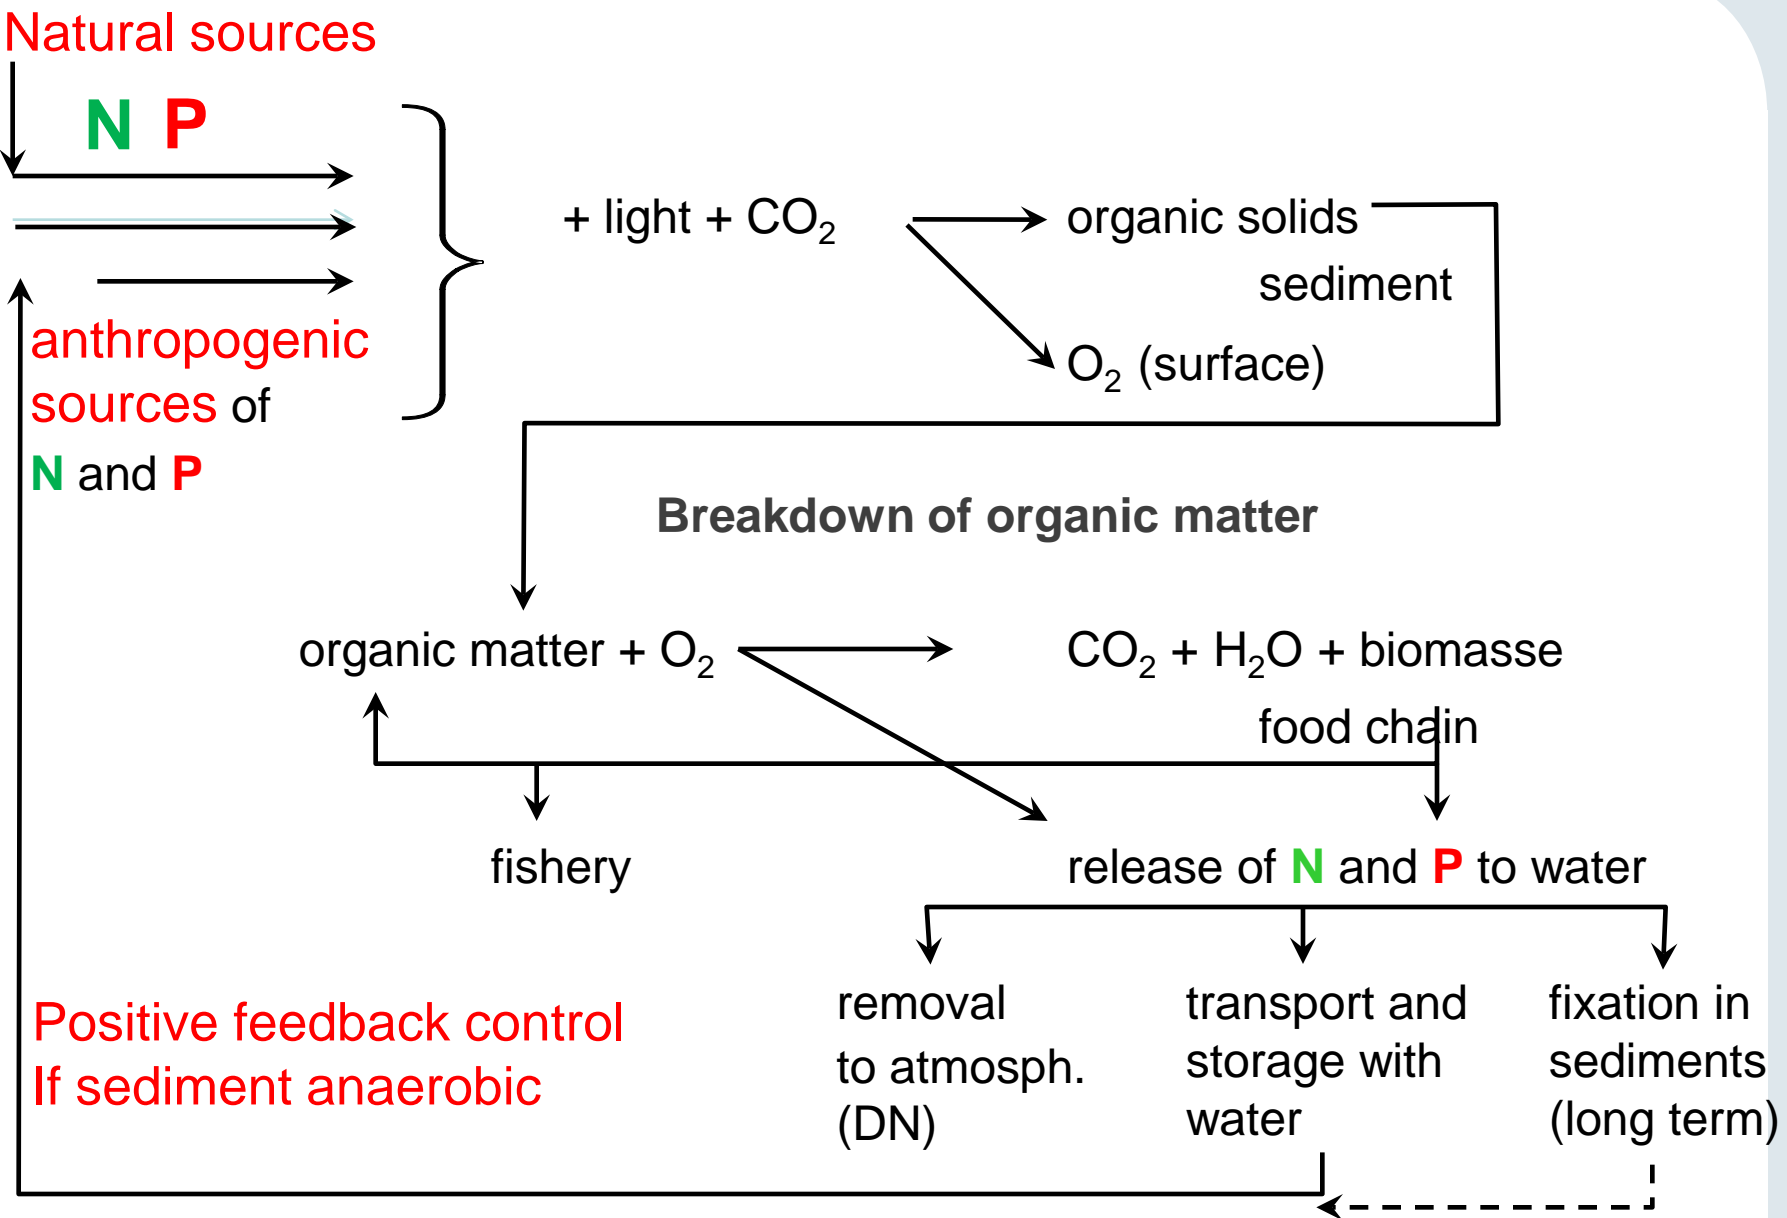 Natural sources
N P
+ light + CO₂
organic solids
sediment
O₂ (surface)
anthropogenic
sources of
N and P
Breakdown of organic matter
organic matter + O₂
CO₂ + H₂O + biomasse
food chain
fishery
release of N and P to water
removal
to atmosph.
(DN)
transport and
storage with
water
fixation in
sediments
(long term)
Positive feedback control
If sediment anaerobic